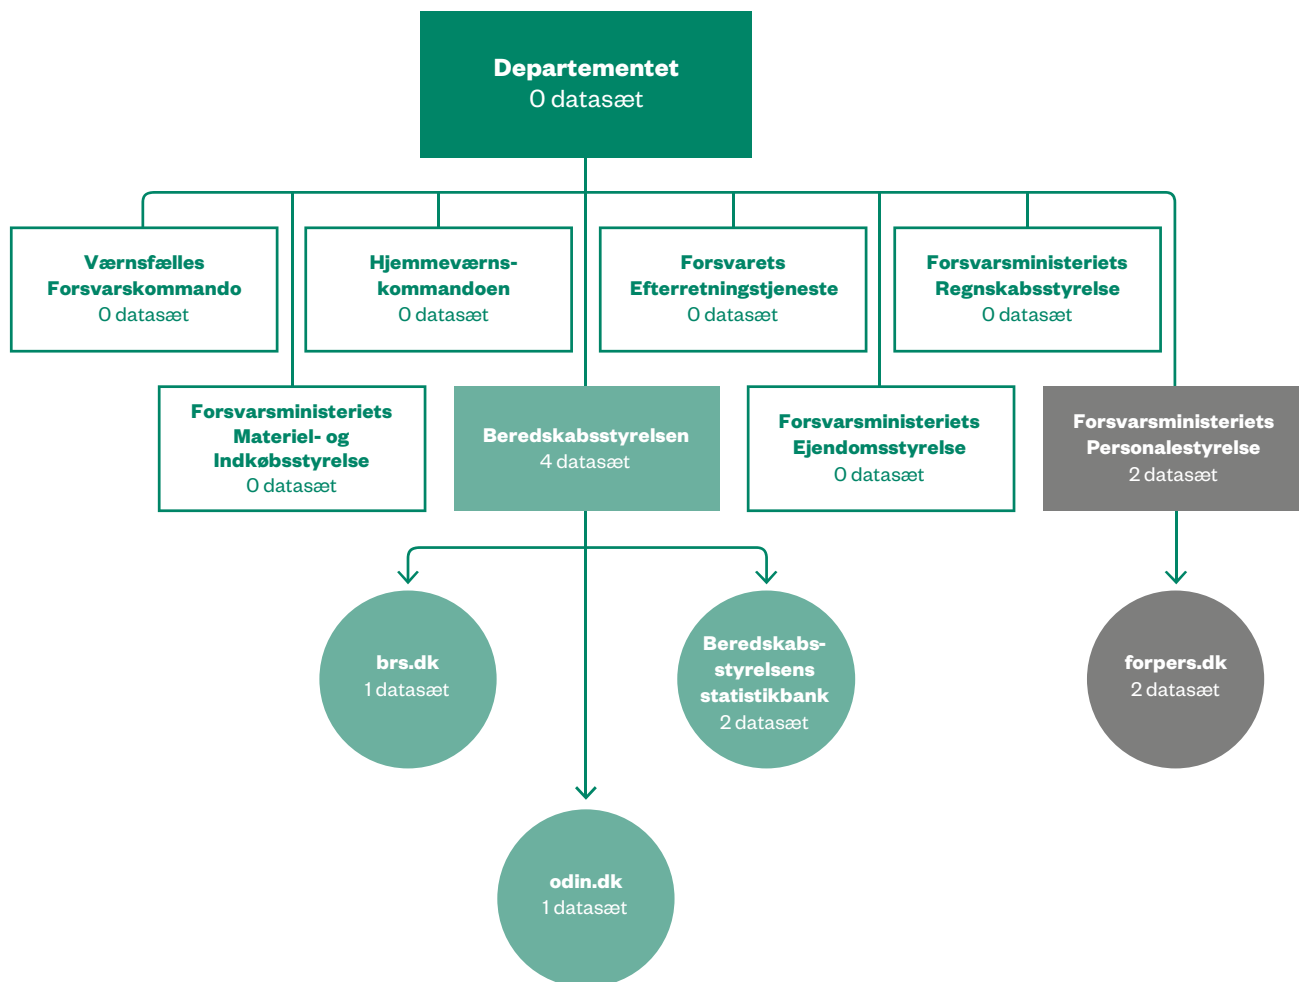 Departementet
0 datasæt
Værnsfælles
Forsvarskommando
0 datasæt
Hjemmeværns-
kommandoen
0 datasæt
Forsvarets
Efterretningstjeneste
0 datasæt
Forsvarsministeriets
Regnskabsstyrelse
0 datasæt
Forsvarsministeriets
Materiel- og
Indkøbsstyrelse
0 datasæt
Beredskabsstyrelsen
4 datasæt
Forsvarsministeriets
Ejendomsstyrelse
0 datasæt
Forsvarsministeriets
Personalestyrelse
2 datasæt
brs.dk
1 datasæt
Beredskabs-
styrelsens
statistikbank
2 datasæt
forpers.dk
2 datasæt
odin.dk
1 datasæt